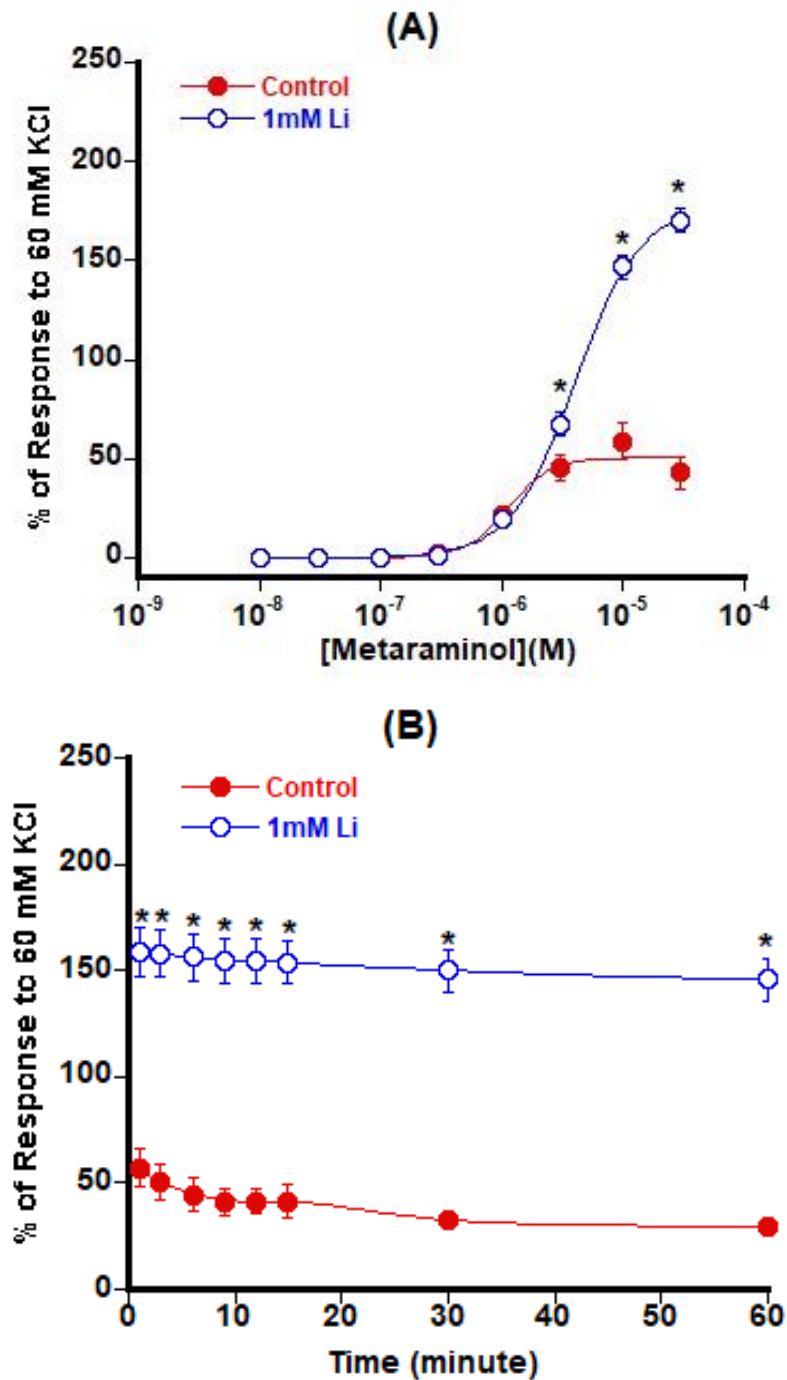 (A)
250
200
150
100
50
0
% of Response to 60 mM KCl
Control
1mM Li
*
*
*
10-9 10-8 10-7 10-6 10-5 10-4
[Metaraminol](M)
(B)
250
200
150
100
50
0
% of Response to 60 mM KCl
Control
1mM Li
* * * * * * * *
0 10 20 30 40 50 60
Time (minute)